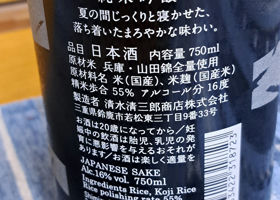 夏の間じっくりと寝かせた、
落ち着いたまろやかな味わい。
品目 日本酒 内容量 750ml
原材米 兵庫・山田錦全量使用
原材料名 米(国産)、米麹(国産米)
精米歩合 55% アルコール分 16度
製造者 清水清三郎商店株式会社
三重県鈴鹿市若松東三丁目9番33号
お酒は20歳になってから/妊
娠中の飲酒は胎児、乳児の発
育に悪影響を与えるおそれが
あります/お酒は楽しく適量を
JAPANESE SAKE
Alc.16% vol. 750ml
Ingredients Rice, Koji Rice
Rice polishing rate 55%